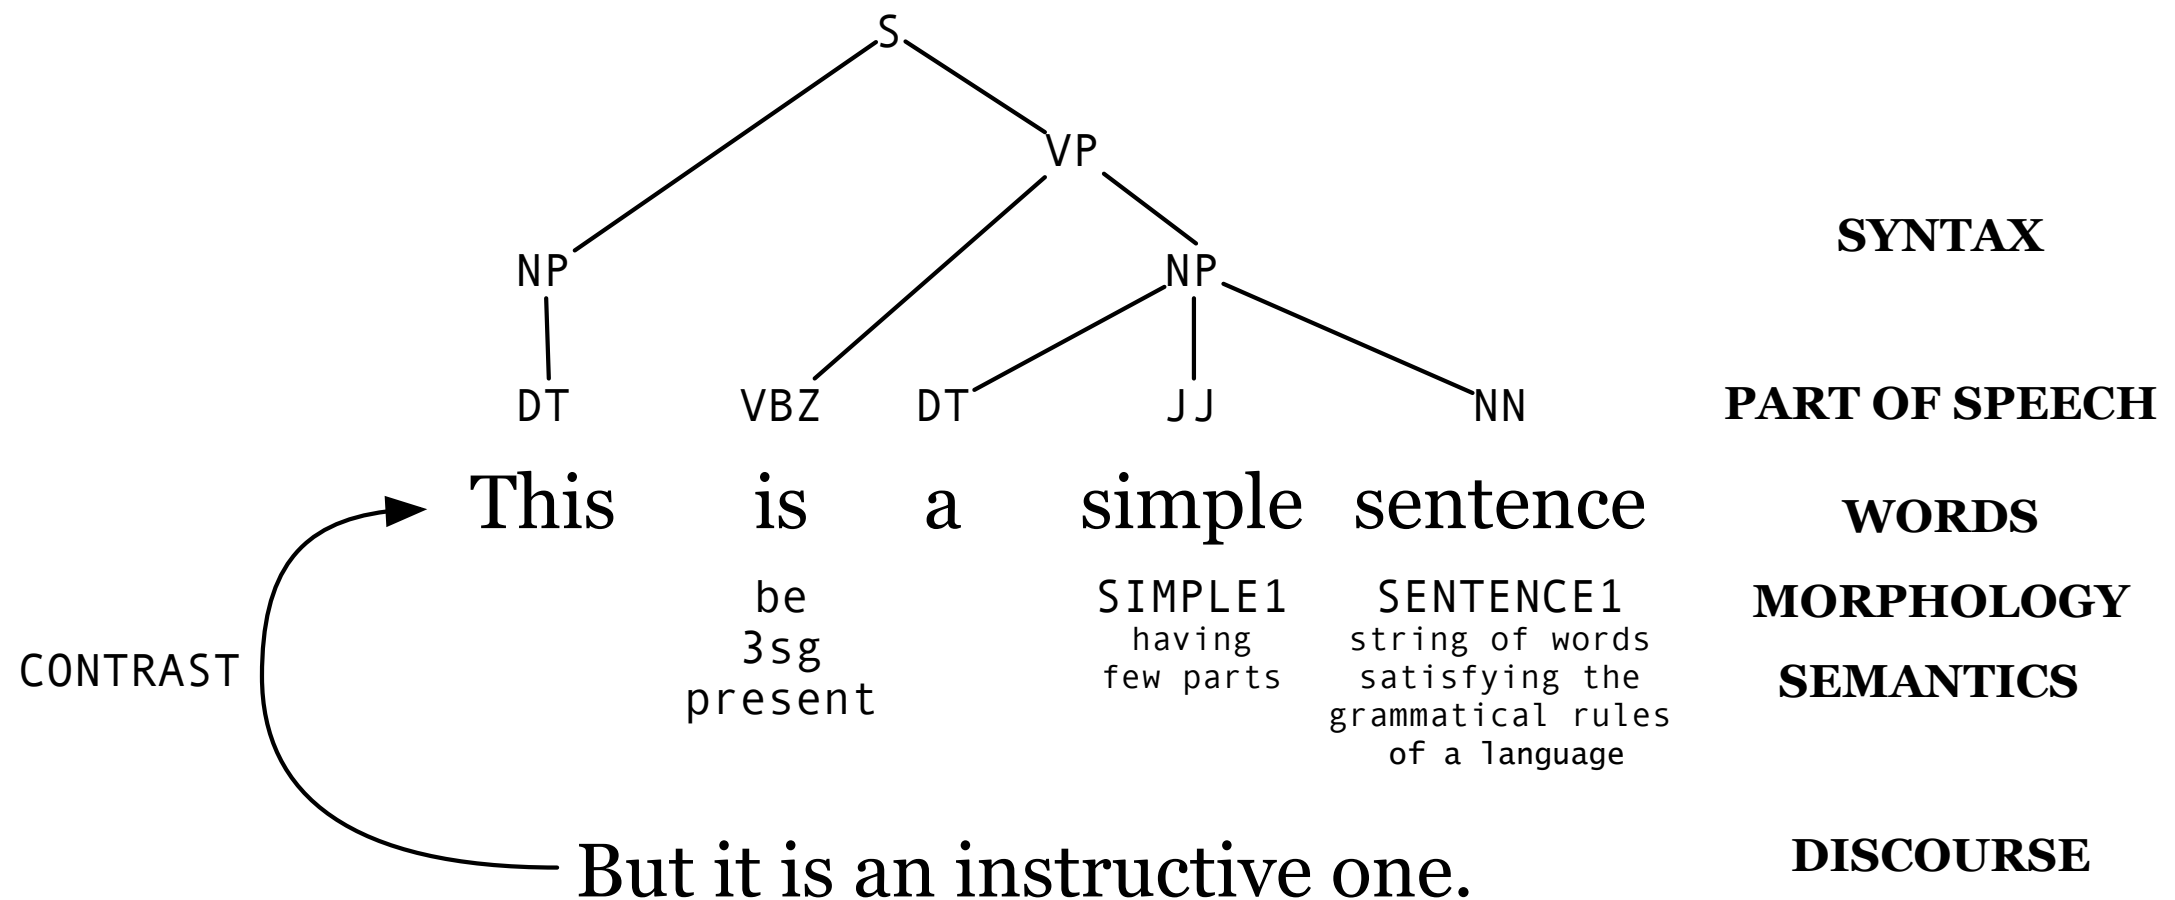 S
VP
NP NP SYNTAX
DT VBZ DT JJ NN PART OF SPEECH
This is a simple sentence WORDS
be SIMPLE1 SENTENCE1 MORPHOLOGY
3sg having string of words
CONTRAST present few parts satisfying the SEMANTICS
grammatical rules
of a language
But it is an instructive one. DISCOURSE